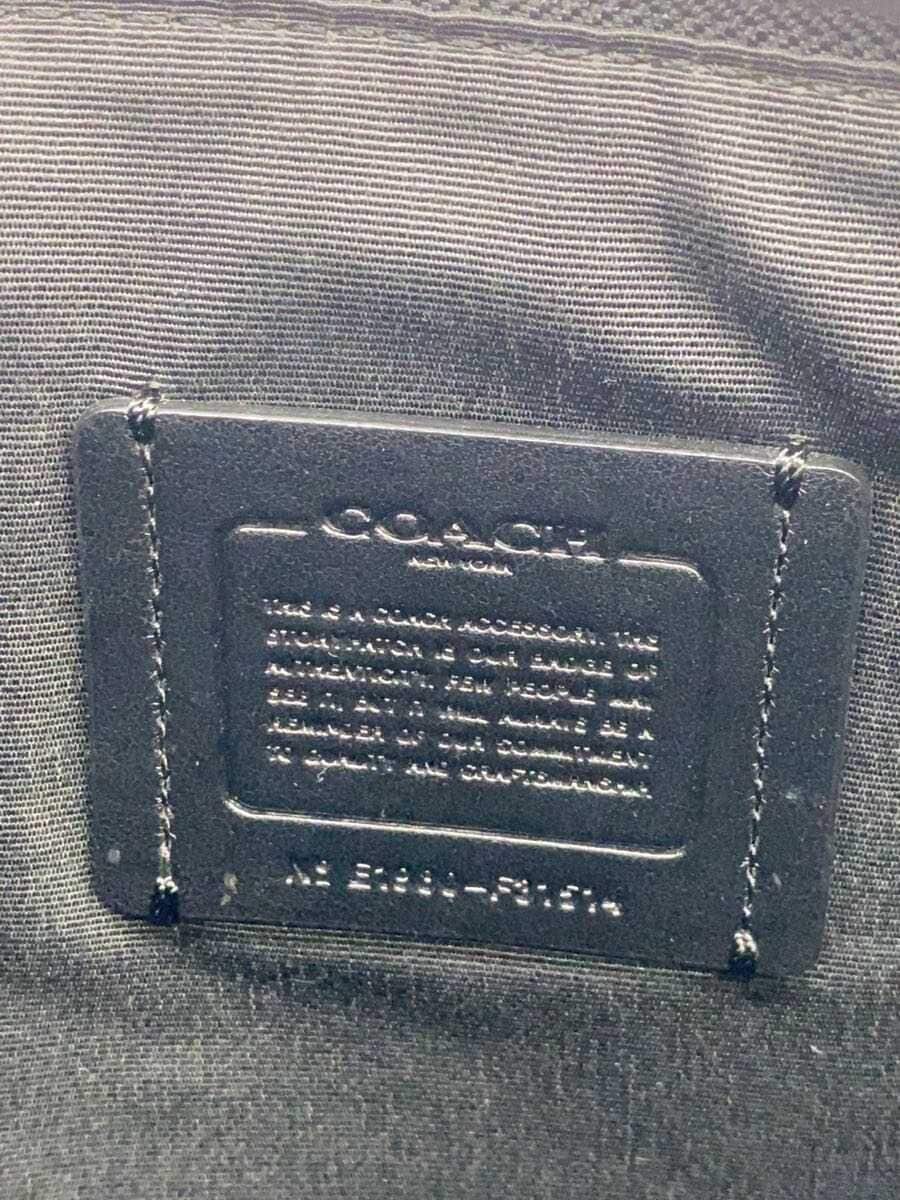 COACH
NEW YORK
THIS IS A COACH ACCESSORY. THIS
STORYPATCH IS OUR BADGE OF
AUTHENTICITY. FEW PEOPLE MAY
SEE IT, BUT IT WILL ALWAYS BE A
REMINDER OF OUR COMMITMENT
TO QUALITY AND CRAFTSMANSHIP.